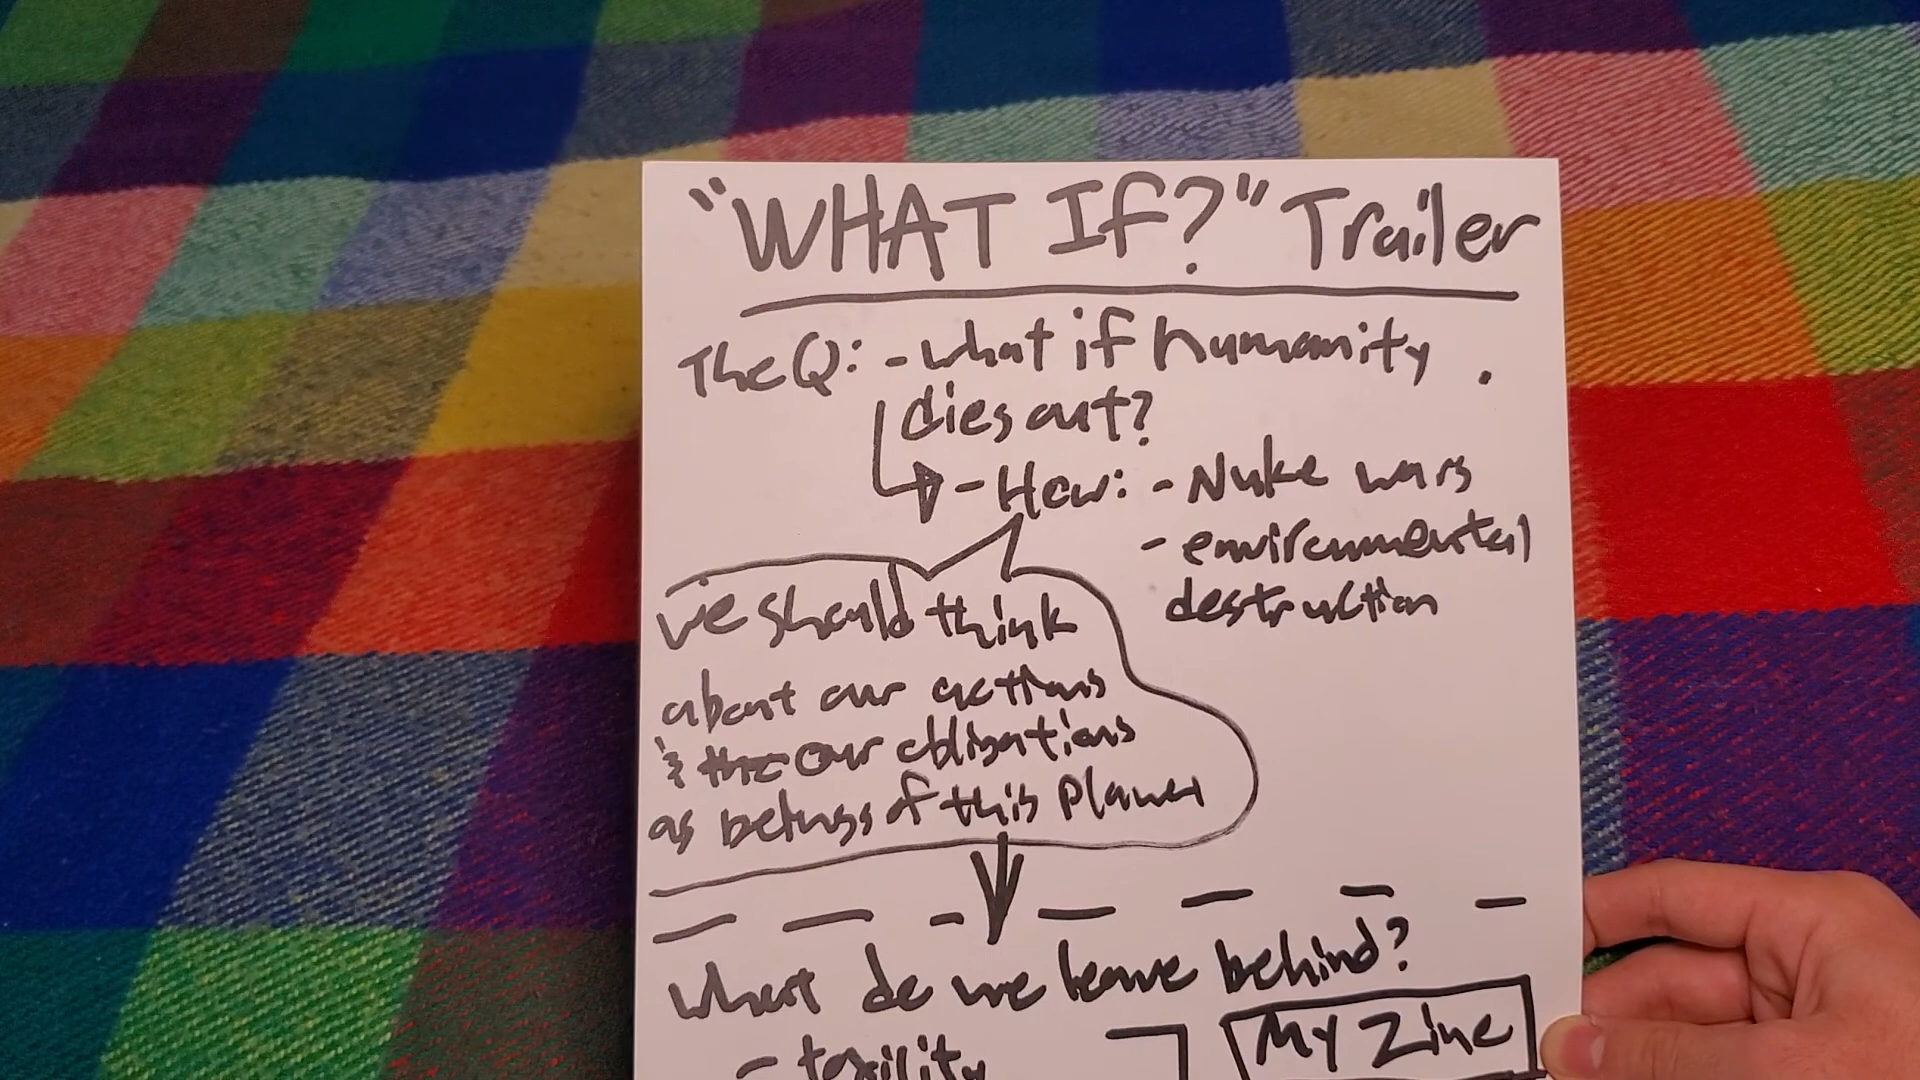 "WHAT If?" Trailer
The Q: - what if humanity
dies out?
- How: - Nuke wars
- environmental
destruction
we should think
about our actions
& the our obligations
as beings of this planet
what do we leave behind?
- toxicity
My Zine